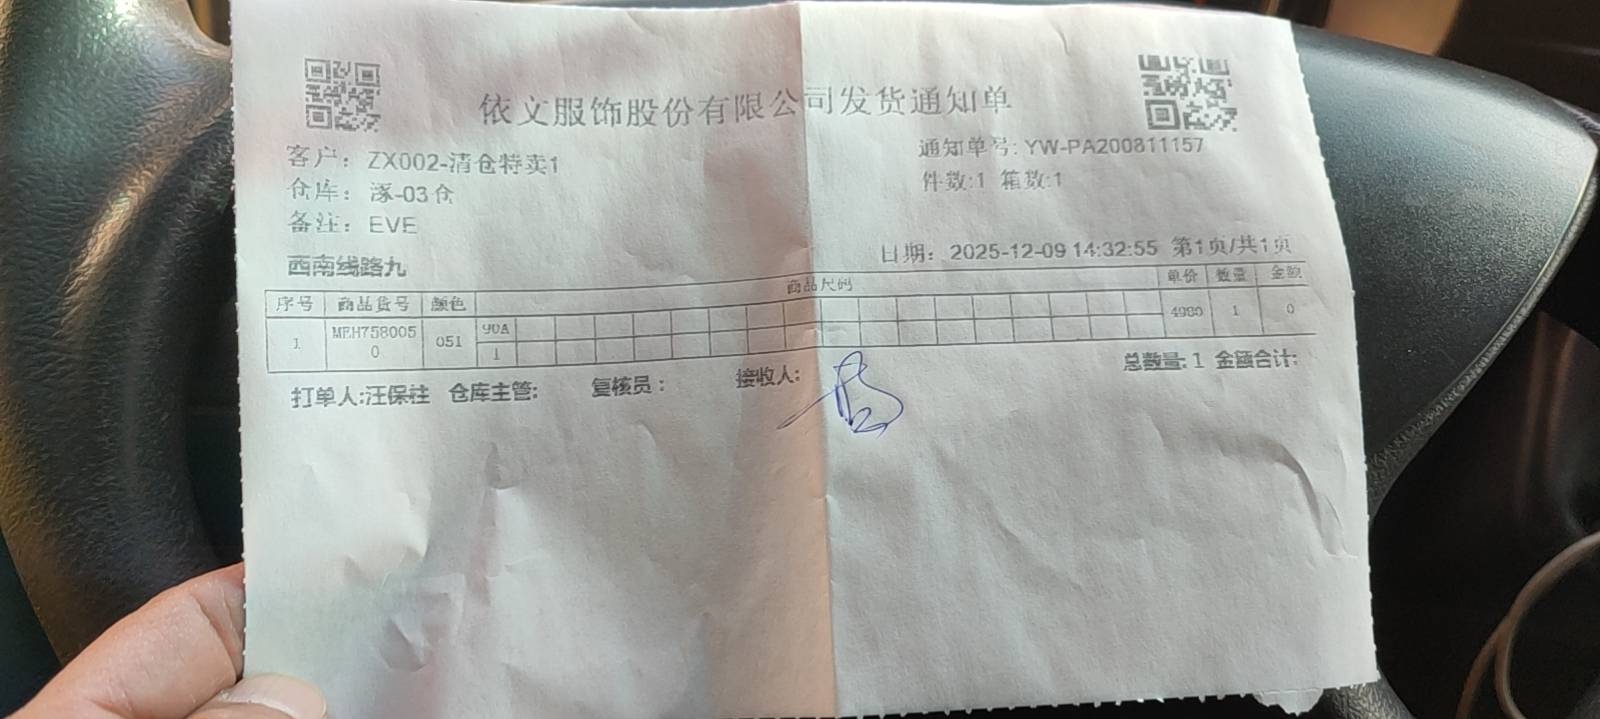 依文服饰股份有限公司发货通知单
客户：ZX002-清仓特卖1
通知单号:YW-PA200811157
仓库：涿-03仓
件数:1 箱数:1
备注：EVE
日期：2025-12-09 14:32:55 第1页/共1页
西南线路九
序号 商品货号 颜色 商品尺码 单价 数量 金额
1 MEH7580050 051 90A 4980 1 0
1
总数量:1 金额合计:
打单人:汪保柱 仓库主管: 复核员： 接收人: